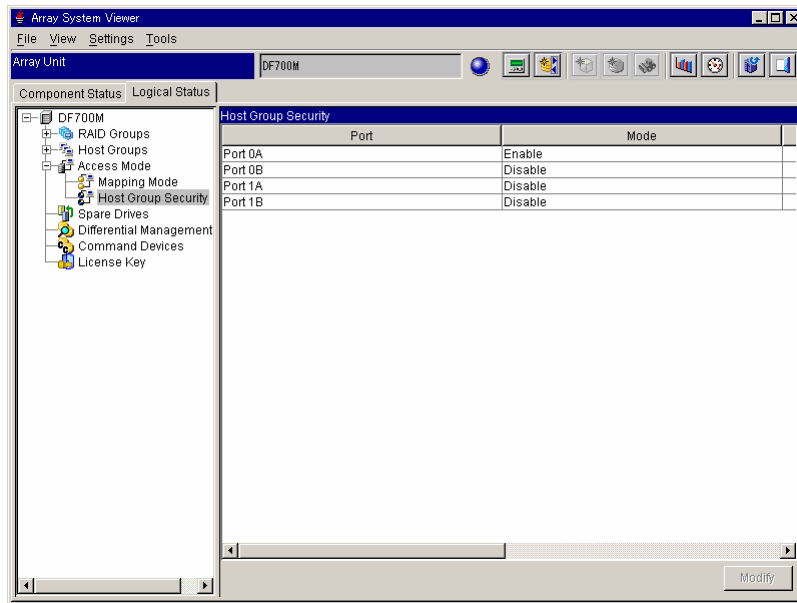 Array System Viewer
File View Settings Tools
Array Unit
DF700M
Component Status
Logical Status
DF700M
RAID Groups
Host Groups
Access Mode
Mapping Mode
Host Group Security
Spare Drives
Differential Management
Command Devices
License Key
Host Group Security
Port Mode
Port 0A Enable
Port 0B Disable
Port 1A Disable
Port 1B Disable
Modify